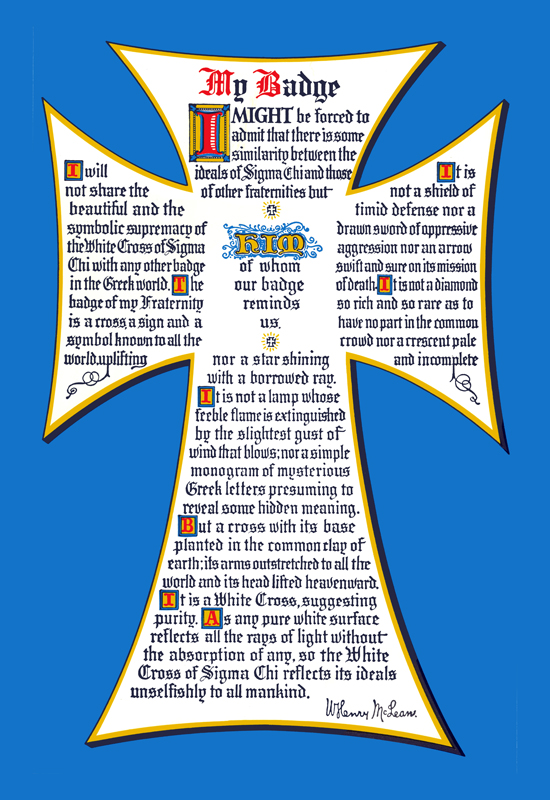 My Badge
I MIGHT be forced to
admit that there is some
similarity between the
ideals of Sigma Chi and those
of other fraternities but
I will
not share the
beautiful and the
symbolic supremacy of
the White Cross of Sigma
Chi with any other badge
in the Greek world. The
badge of my Fraternity
is a cross, a sign and a
symbol known to all the
world, uplifting
HIM
of whom
our badge
reminds
us,
It is
not a shield of
timid defense nor a
drawn sword of oppressive
aggression nor an arrow
swift and sure on its mission
of death. It is not a diamond
so rich and so rare as to
have no part in the common
crowd nor a crescent pale
and incomplete
nor a star shining
with a borrowed ray.
It is not a lamp whose
feeble flame is extinguished
by the slightest gust of
wind that blows; nor a simple
monogram of mysterious
Greek letters presuming to
reveal some hidden meaning.
But a cross with its base
planted in the common clay of
earth; its arms outstretched to all the
world and its head lifted heavenward.
It is a White Cross, suggesting
purity. As any pure white surface
reflects all the rays of light without
the absorption of any, so the White
Cross of Sigma Chi reflects its ideals
unselfishly to all mankind.
W Henry McLean.